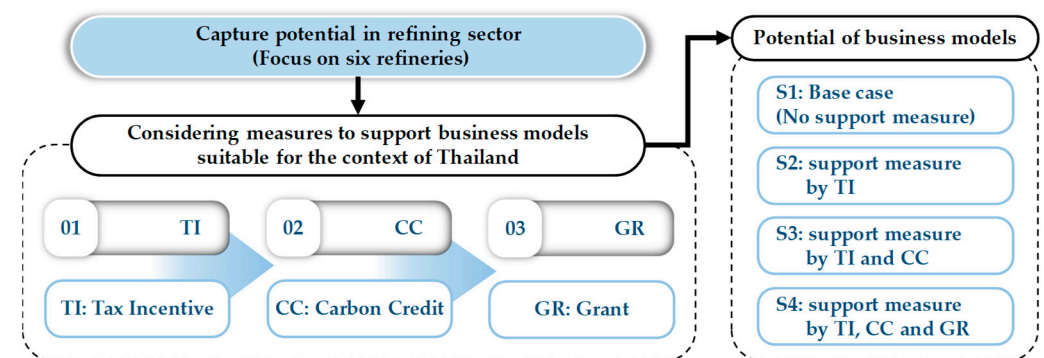 Capture potential in refining sector
(Focus on six refineries)
Considering measures to support business models
suitable for the context of Thailand
01 TI
02 CC
03 GR
TI: Tax Incentive
CC: Carbon Credit
GR: Grant
Potential of business models
S1: Base case
(No support measure)
S2: support measure
by TI
S3: support measure
by TI and CC
S4: support measure
by TI, CC and GR